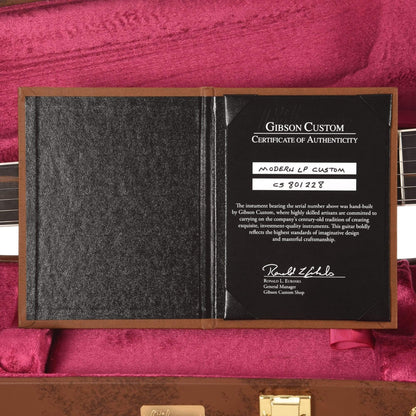 GIBSON CUSTOM
CERTIFICATE OF AUTHENTICITY
MODERN LP CUSTOM
CS 801228
The instument bearing the serial number above was hand-built
by Gibson Custom, where highly skilled artisans are committed to
carrying on the company's century-old tradition of creating
exquisite, investment-quality instruments. This guitar boldly
reflects the highest standards of imaginative design
and masterful craftsmanship.
General Manager
Gibson Custom Shop